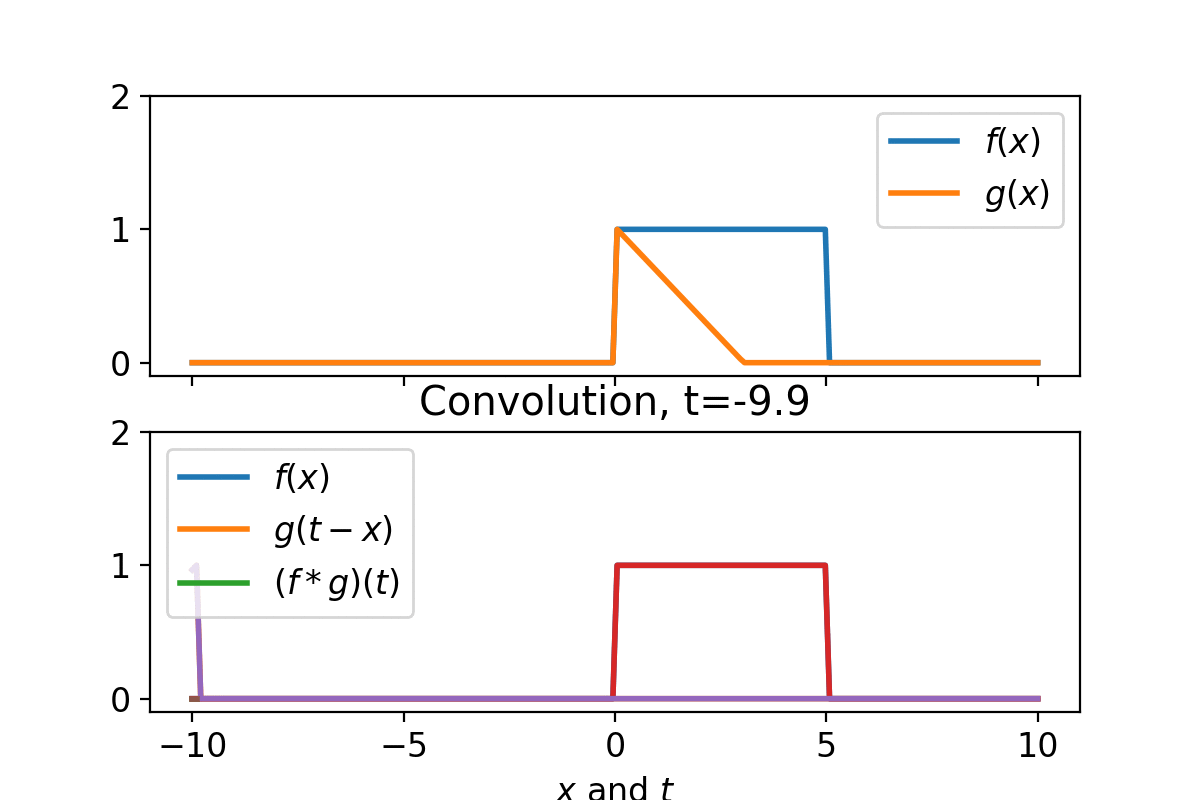 2
1
0
f(x)
g(x)
Convolution, t=-9.9
2
1
0
f(x)
g(t − x)
(f * g)(t)
−10 −5 0 5 10
x and t